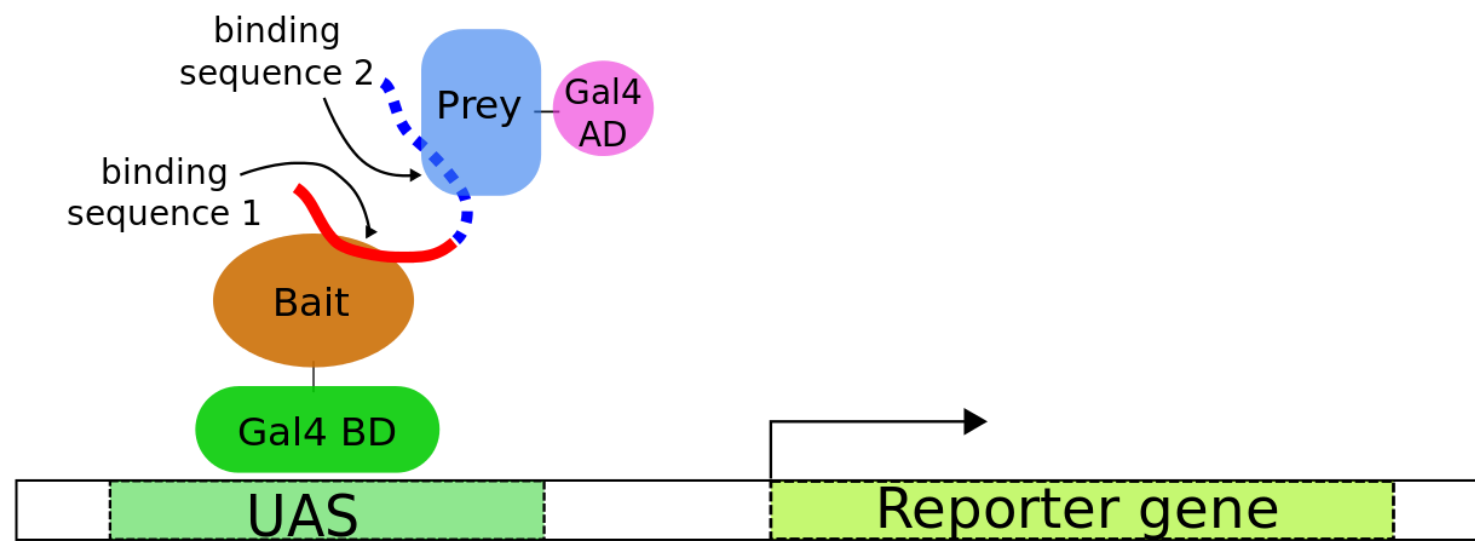 binding
sequence 2
Prey
Gal4
AD
binding
sequence 1
Bait
Gal4 BD
UAS
Reporter gene